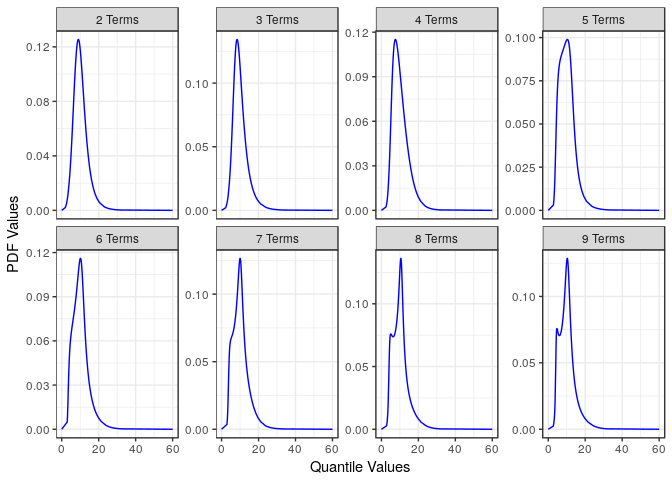 2 Terms 3 Terms 4 Terms 5 Terms
0.12 0.08 0.04 0.00
0.10 0.05 0.00
0.12 0.09 0.06 0.03 0.00
0.100 0.075 0.050 0.025 0.000
PDF Values
6 Terms 7 Terms 8 Terms 9 Terms
0.12 0.09 0.06 0.03 0.00
0.10 0.05 0.00
0.10 0.05 0.00
0.10 0.05 0.00
0 20 40 60 0 20 40 60 0 20 40 60 0 20 40 60
Quantile Values